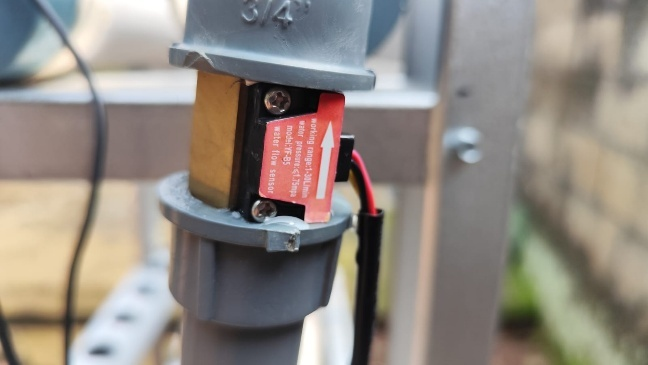 3/4"
working range:1-30L/min
water pressure:≤1.75mpa
model:YF-B5
water flow sensor